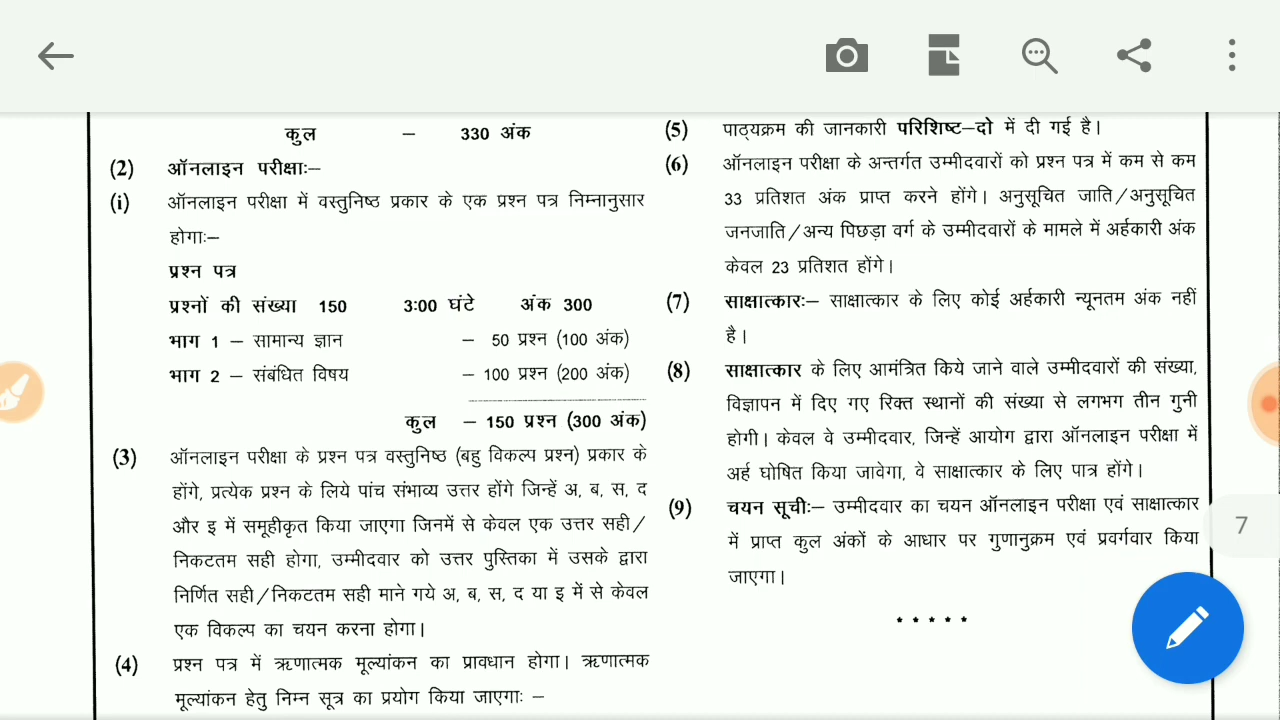 कुल – 330 अंक
(2) ऑनलाइन परीक्षाः–
(i) ऑनलाइन परीक्षा में वस्तुनिष्ठ प्रकार के एक प्रश्न पत्र निम्नानुसार
होगाः–
प्रश्न पत्र
प्रश्नों की संख्या 150 3:00 घंटे अंक 300
भाग 1 – सामान्य ज्ञान – 50 प्रश्न (100 अंक)
भाग 2 – संबंधित विषय – 100 प्रश्न (200 अंक)
कुल – 150 प्रश्न (300 अंक)
(3) ऑनलाइन परीक्षा के प्रश्न पत्र वस्तुनिष्ठ (बहु विकल्प प्रश्न) प्रकार के
होंगे, प्रत्येक प्रश्न के लिये पांच संभाव्य उत्तर होंगे जिन्हें अ, ब, स, द
और इ में समूहीकृत किया जाएगा जिनमें से केवल एक उत्तर सही/
निकटतम सही होगा, उम्मीदवार को उत्तर पुस्तिका में उसके द्वारा
निर्णित सही/निकटतम सही माने गये अ, ब, स, द या इ में से केवल
एक विकल्प का चयन करना होगा।
(4) प्रश्न पत्र में ऋणात्मक मूल्यांकन का प्रावधान होगा। ऋणात्मक
मूल्यांकन हेतु निम्न सूत्र का प्रयोग किया जाएगाः –
(5) पाठ्यक्रम की जानकारी परिशिष्ट–दो में दी गई है।
(6) ऑनलाइन परीक्षा के अन्तर्गत उम्मीदवारों को प्रश्न पत्र में कम से कम
33 प्रतिशत अंक प्राप्त करने होंगे। अनुसूचित जाति/अनुसूचित
जनजाति/अन्य पिछड़ा वर्ग के उम्मीदवारों के मामले में अर्हकारी अंक
केवल 23 प्रतिशत होंगे।
(7) साक्षात्कारः– साक्षात्कार के लिए कोई अर्हकारी न्यूनतम अंक नहीं
है।
(8) साक्षात्कार के लिए आमंत्रित किये जाने वाले उम्मीदवारों की संख्या,
विज्ञापन में दिए गए रिक्त स्थानों की संख्या से लगभग तीन गुनी
होगी। केवल वे उम्मीदवार, जिन्हें आयोग द्वारा ऑनलाइन परीक्षा में
अर्ह घोषित किया जावेगा, वे साक्षात्कार के लिए पात्र होंगे।
(9) चयन सूचीः– उम्मीदवार का चयन ऑनलाइन परीक्षा एवं साक्षात्कार
में प्राप्त कुल अंकों के आधार पर गुणानुक्रम एवं प्रवर्गवार किया
जाएगा।
*****
7